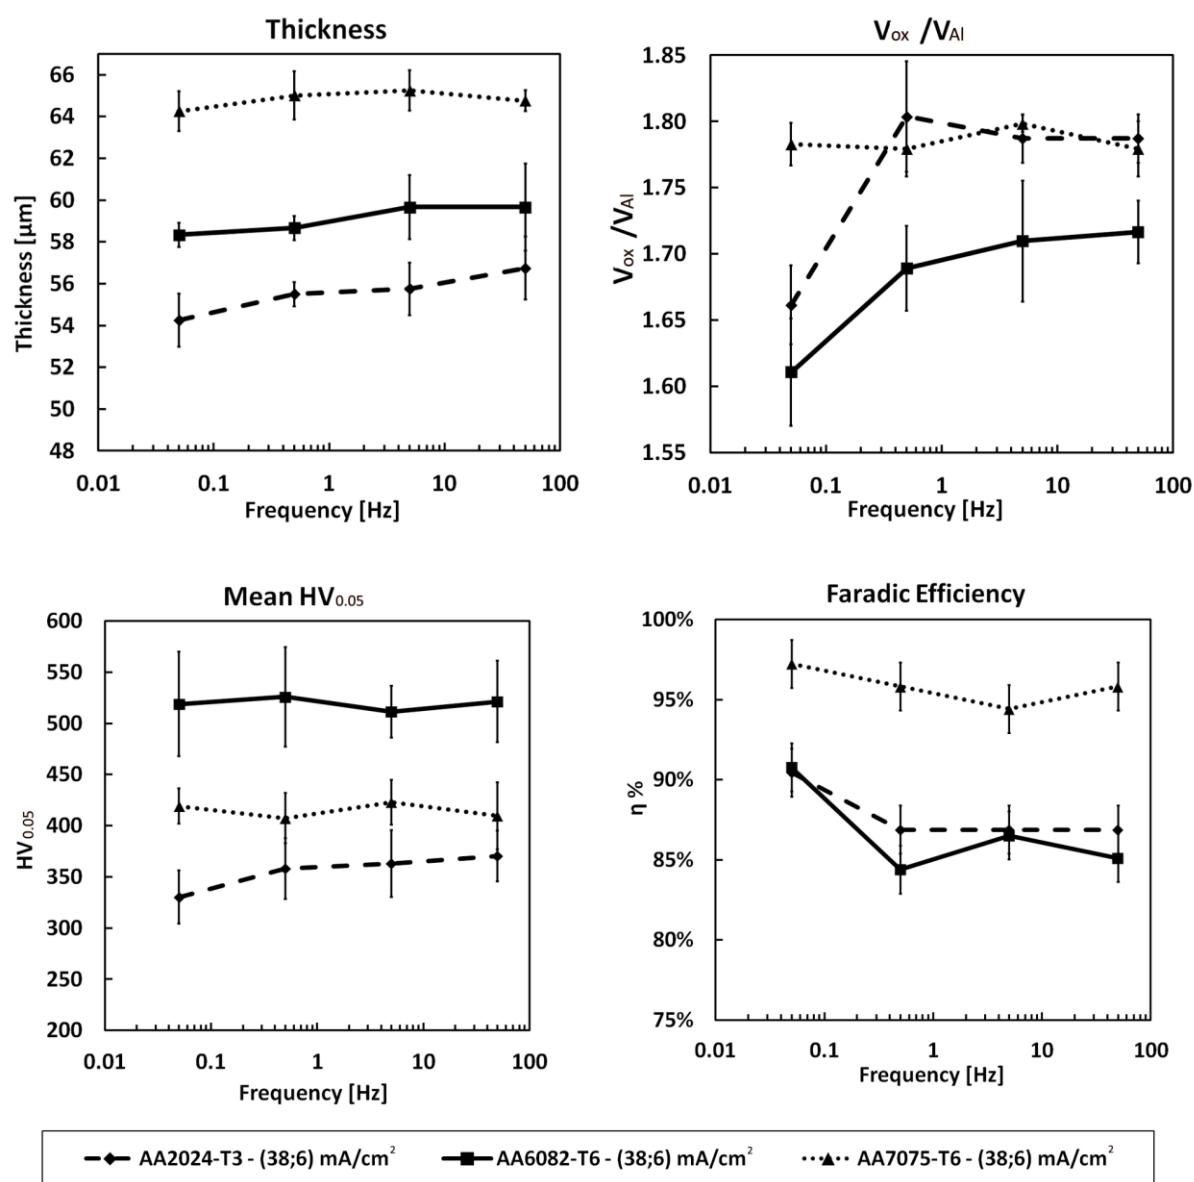 Thickness
Thickness [µm]
66
64
62
60
58
56
54
52
50
48
0.01 0.1 1 10 100
Frequency [Hz]
Vox /VAl
Vox /VAl
1.85
1.80
1.75
1.70
1.65
1.60
1.55
0.01 0.1 1 10 100
Frequency [Hz]
Mean HV0.05
HV0.05
600
550
500
450
400
350
300
250
200
0.01 0.1 1 10 100
Frequency [Hz]
Faradic Efficiency
η %
100%
95%
90%
85%
80%
75%
0.01 0.1 1 10 100
Frequency [Hz]
AA2024-T3 - (38;6) mA/cm² AA6082-T6 - (38;6) mA/cm² AA7075-T6 - (38;6) mA/cm²